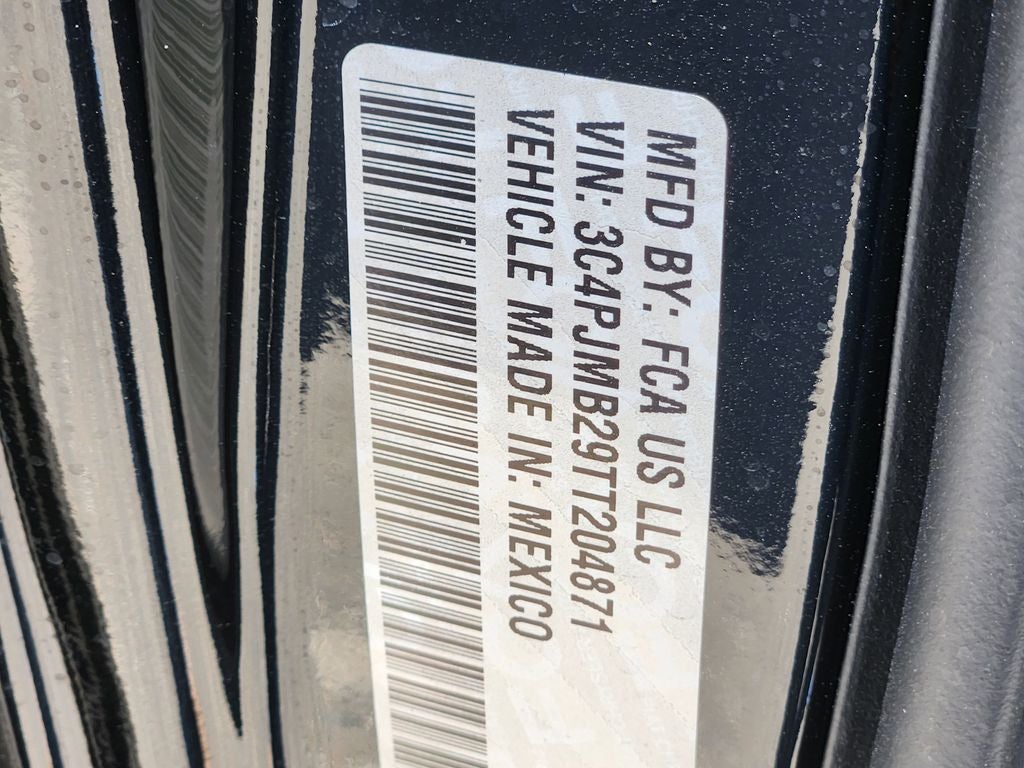 MFD BY: FCA US LLC
VIN: 3C4PJMB29TT204871
VEHICLE MADE IN: MEXICO